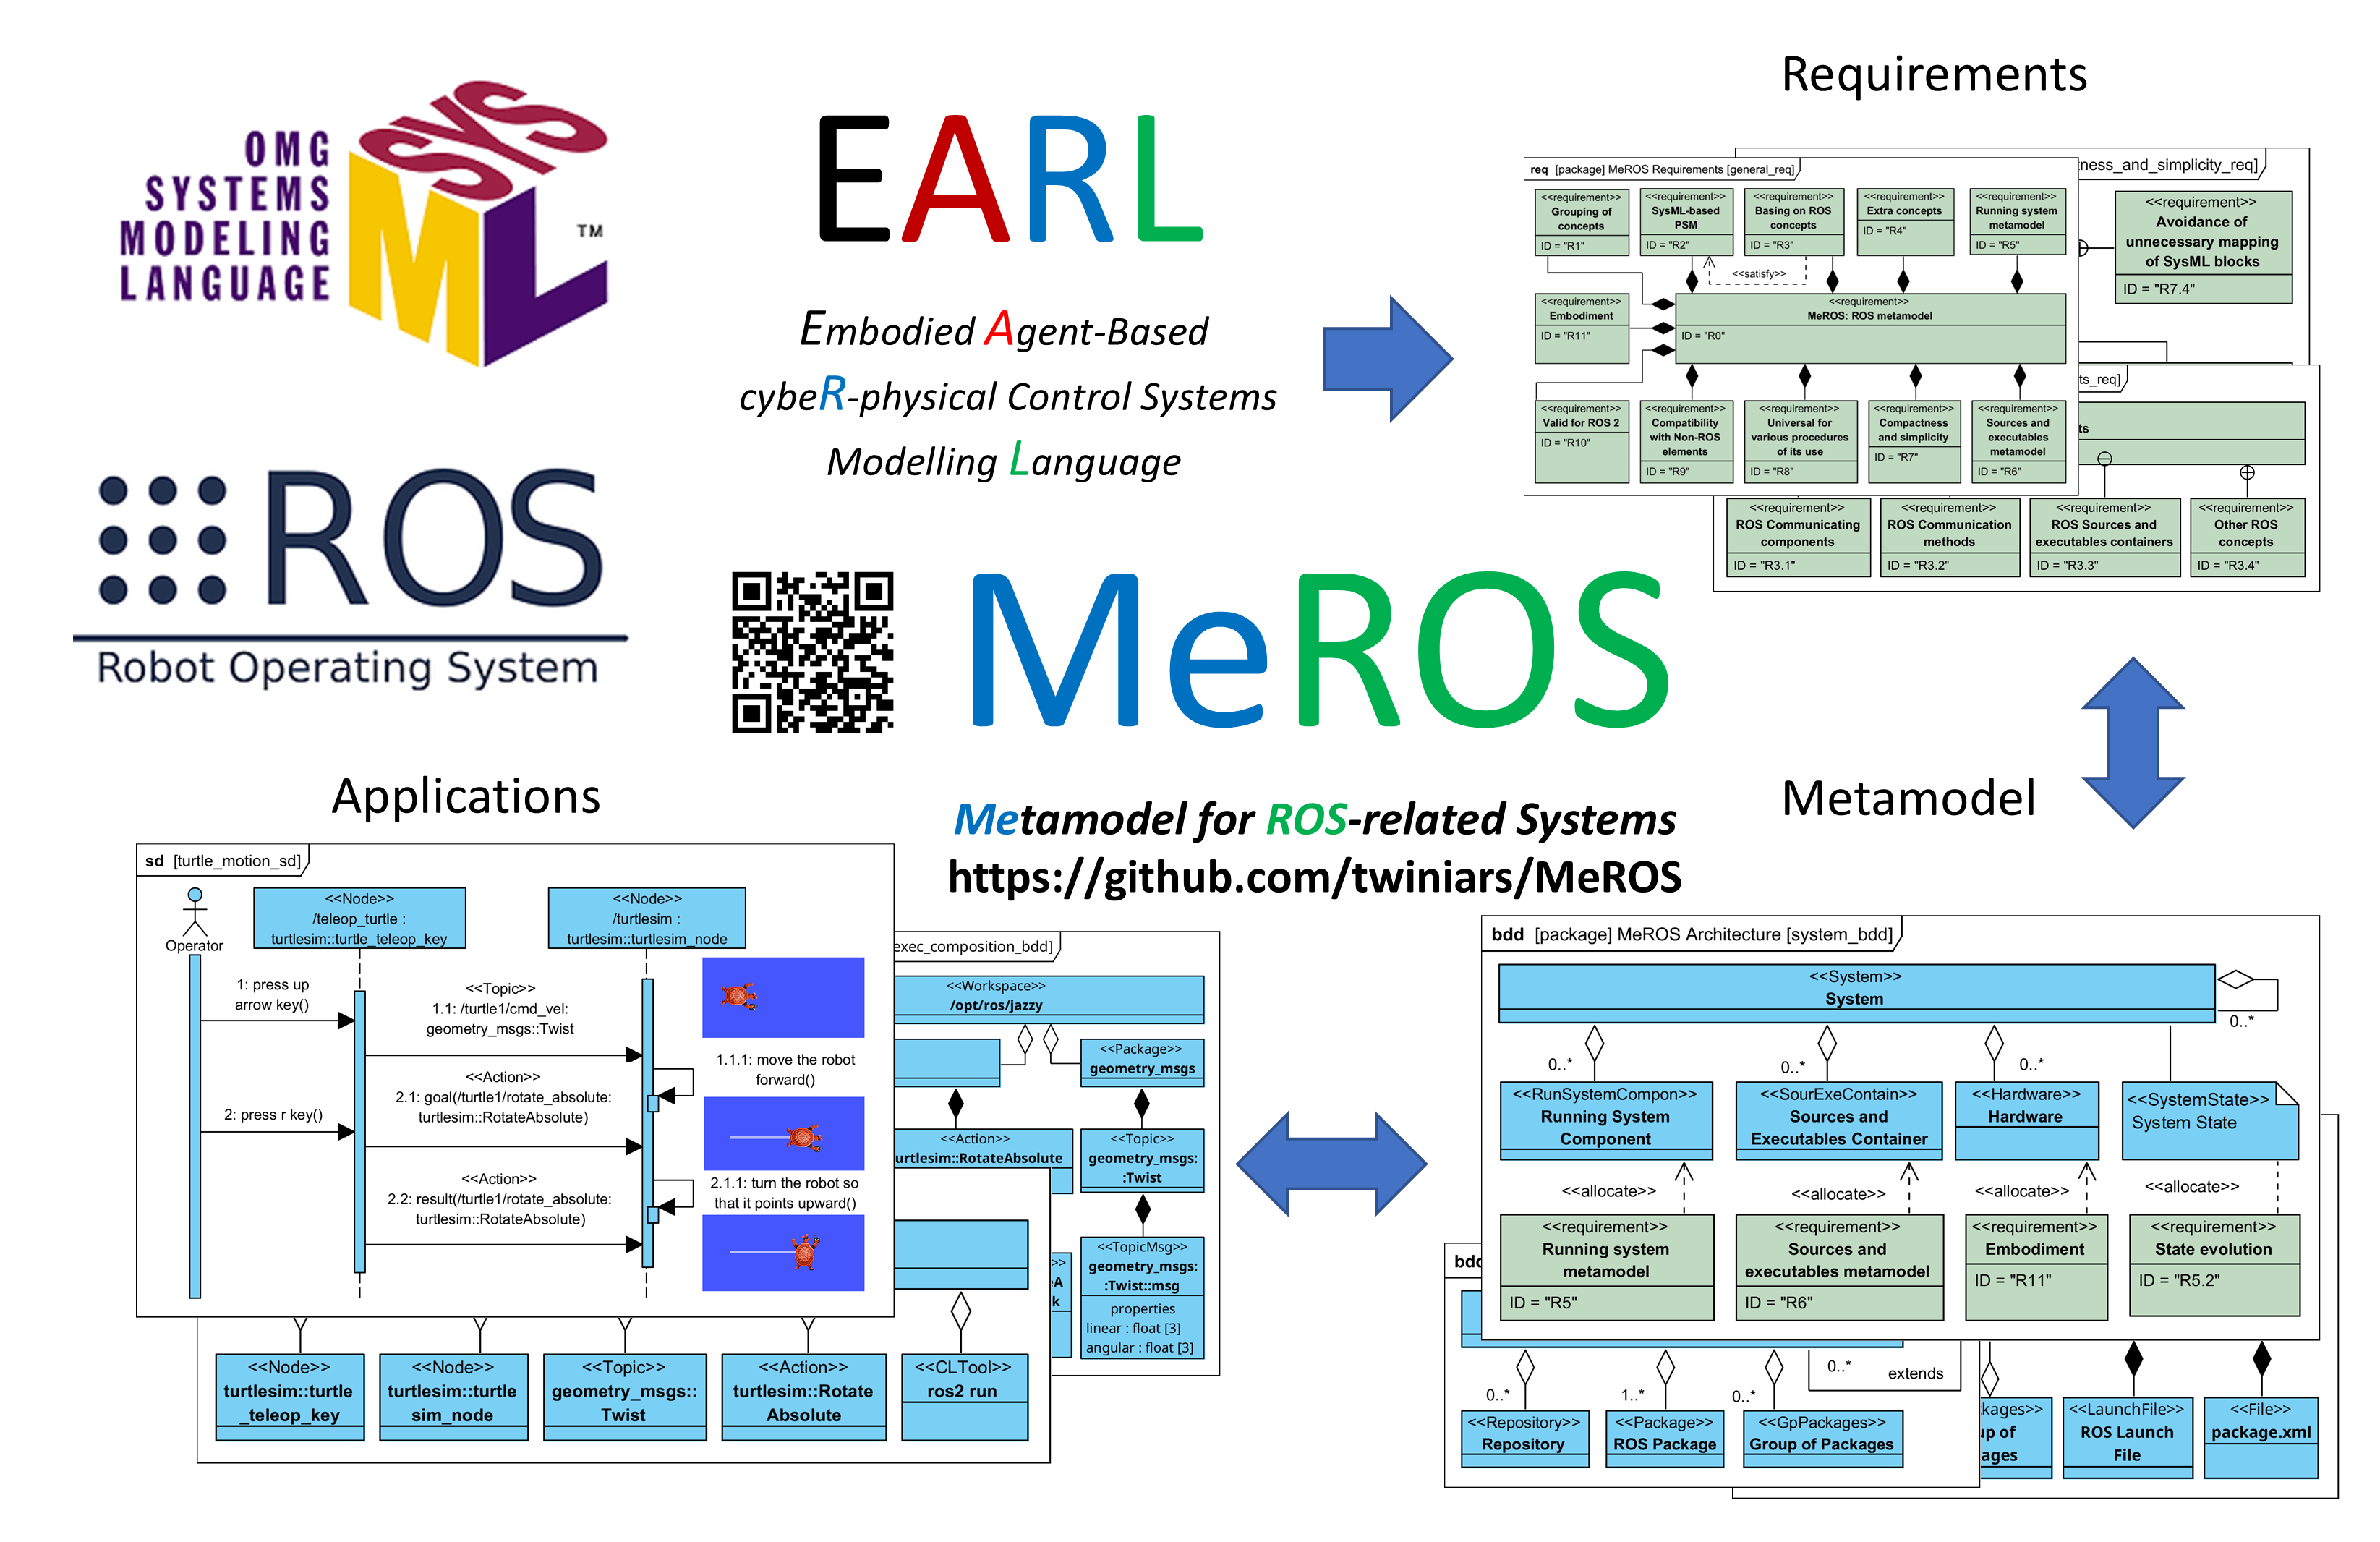 OMG
SYSTEMS
MODELING
LANGUAGE
SYS
ML
TM
ROS
Robot Operating System
EARL
Embodied Agent-Based
cybeR-physical Control Systems
Modelling Language
MeROS
Metamodel for ROS-related Systems
https://github.com/twiniars/MeROS
Requirements
req [package] MeROS Requirements [general_req]
<<requirement>>
Grouping of
concepts
ID = "R1"
<<requirement>>
SysML-based
PSM
ID = "R2"
<<requirement>>
Basing on ROS
concepts
ID = "R3"
<<requirement>>
Extra concepts
ID = "R4"
<<requirement>>
Running system
metamodel
ID = "R5"
<<satisfy>>
<<requirement>>
Embodiment
ID = "R11"
<<requirement>>
MeROS: ROS metamodel
ID = "R0"
<<requirement>>
Valid for ROS 2
ID = "R10"
<<requirement>>
Compatibility
with Non-ROS
elements
ID = "R9"
<<requirement>>
Universal for
various procedures
of its use
ID = "R8"
<<requirement>>
Compactness
and simplicity
ID = "R7"
<<requirement>>
Sources and
executables
metamodel
ID = "R6"
ness_and_simplicity_req]
<<requirement>>
Avoidance of
unnecessary mapping
of SysML blocks
ID = "R7.4"
ts_req]
ts
<<requirement>>
ROS Communicating
components
ID = "R3.1"
<<requirement>>
ROS Communication
methods
ID = "R3.2"
<<requirement>>
ROS Sources and
executables containers
ID = "R3.3"
<<requirement>>
Other ROS
concepts
ID = "R3.4"
Metamodel
bdd [package] MeROS Architecture [system_bdd]
<<System>>
System
0..*
0..*
0..*
0..*
<<RunSystemCompon>>
Running System
Component
<<SourExeContain>>
Sources and
Executables Container
<<Hardware>>
Hardware
<<SystemState>>
System State
<<allocate>>
<<allocate>>
<<allocate>>
<<allocate>>
<<requirement>>
Running system
metamodel
ID = "R5"
<<requirement>>
Sources and
executables metamodel
ID = "R6"
<<requirement>>
Embodiment
ID = "R11"
<<requirement>>
State evolution
ID = "R5.2"
bdd
0..*
1..*
0..*
0..*
extends
<<Repository>>
Repository
<<Package>>
ROS Package
<<GpPackages>>
Group of Packages
kages>>
up of
ages
<<LaunchFile>>
ROS Launch
File
<<File>>
package.xml
Applications
sd [turtle_motion_sd]
Operator
<<Node>>
/teleop_turtle :
turtlesim::turtle_teleop_key
<<Node>>
/turtlesim :
turtlesim::turtlesim_node
1: press up
arrow key()
<<Topic>>
1.1: /turtle1/cmd_vel:
geometry_msgs::Twist
1.1.1: move the robot
forward()
2: press r key()
<<Action>>
2.1: goal(/turtle1/rotate_absolute:
turtlesim::RotateAbsolute)
<<Action>>
2.2: result(/turtle1/rotate_absolute:
turtlesim::RotateAbsolute)
2.1.1: turn the robot so
that it points upward()
exec_composition_bdd]
<<Workspace>>
/opt/ros/jazzy
<<Package>>
geometry_msgs
<<Action>>
urtlesim::RotateAbsolute
<<Topic>>
geometry_msgs:
:Twist
<<TopicMsg>>
geometry_msgs:
:Twist::msg
properties
linear : float [3]
angular : float [3]
>>
eA
k
<<Node>>
turtlesim::turtle
_teleop_key
<<Node>>
turtlesim::turtle
sim_node
<<Topic>>
geometry_msgs::
Twist
<<Action>>
turtlesim::Rotate
Absolute
<<CLTool>>
ros2 run